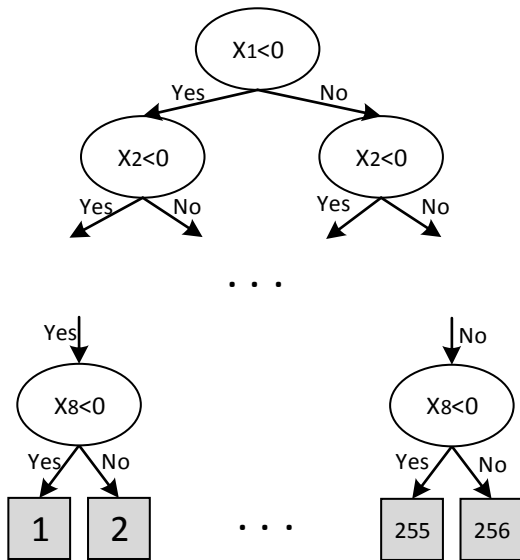 X1<0
Yes No
X2<0 X2<0
Yes No Yes No
. . .
Yes No
X8<0 X8<0
Yes No Yes No
1 2 . . . 255 256